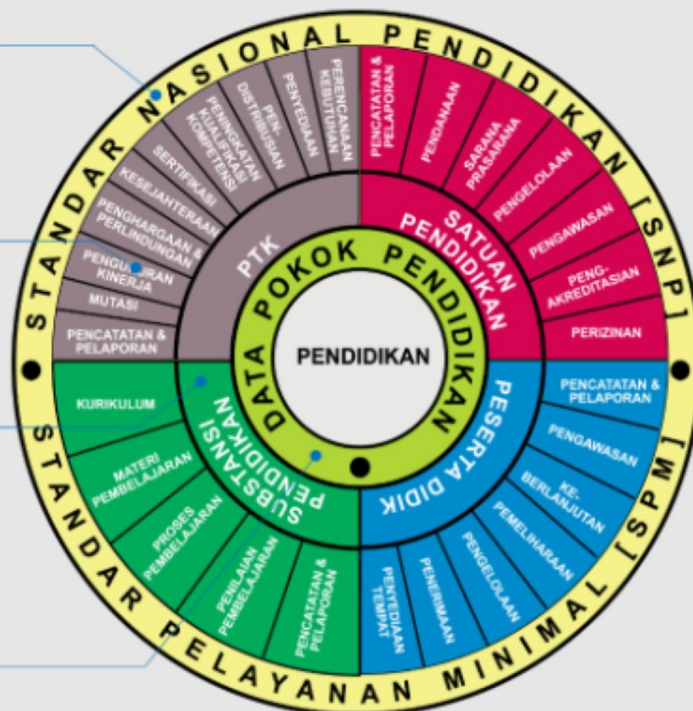 STANDAR NASIONAL PENDIDIKAN [SNP]
STANDAR PELAYANAN MINIMAL [SPM]
DATA POKOK PENDIDIKAN
PENDIDIKAN
PTK
PENCATATAN &
PELAPORAN
MUTASI
PENGUKURAN
KINERJA
PENGHARGAAN &
PERLINDUNGAN
KESEJAHTERAAN
SERTIFIKASI
PENINGKATAN
KUALIFIKASI
KOMPETENSI
PEN-
DISTRIBUSIAN
PENYEDIAAN
PERENCANAAN
KEBUTUHAN
SATUAN
PENDIDIKAN
PENCATATAN &
PELAPORAN
PENDANAAN
SARANA
PRASARANA
PENGELOLAAN
PENGAWASAN
PENG-
AKREDITASIAN
PERIZINAN
PESERTA DIDIK
PENCATATAN &
PELAPORAN
PENGAWASAN
KE-
BERLANJUTAN
PEMELIHARAAN
PENGELOLAAN
PENERIMAAN
PENYEDIAAN
TEMPAT
SUBSTANSI
PENDIDIKAN
KURIKULUM
MATERI
PEMBELAJARAN
PROSES
PEMBELAJARAN
PENILAIAN
PEMBELAJARAN
PENCATATAN &
PELAPORAN